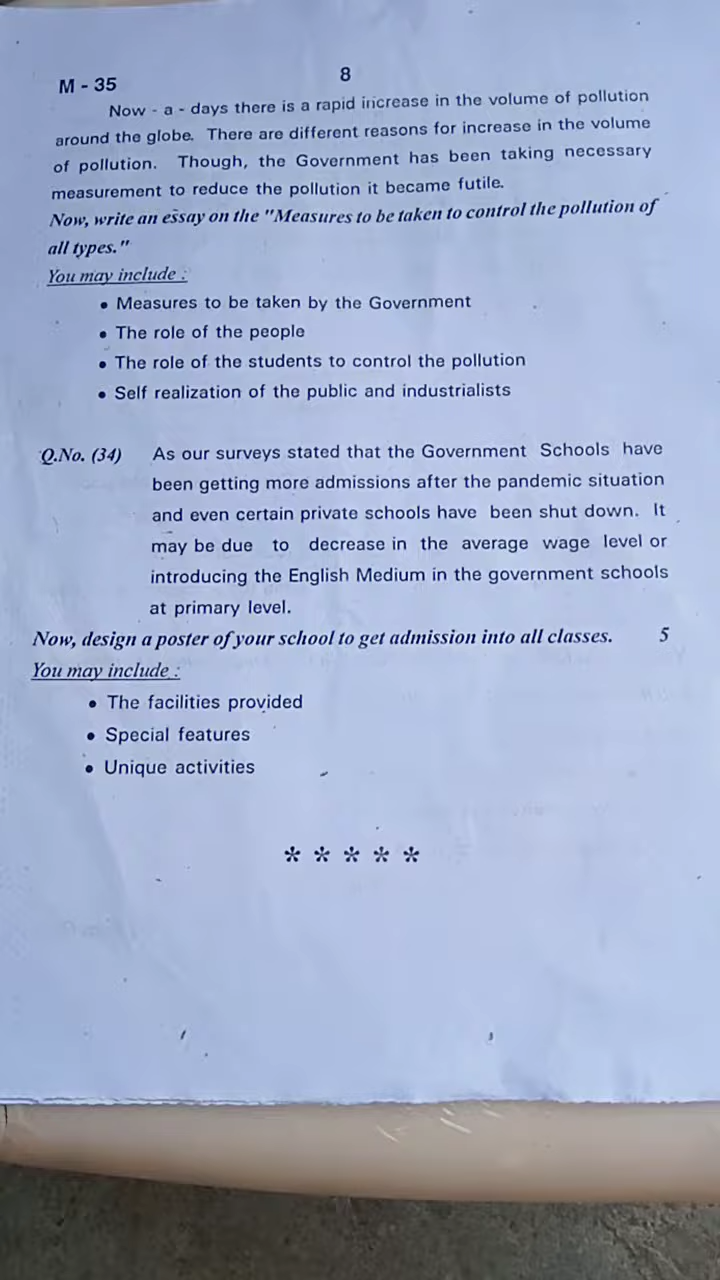 M - 35
8
Now - a - days there is a rapid increase in the volume of pollution
around the globe. There are different reasons for increase in the volume
of pollution. Though, the Government has been taking necessary
measurement to reduce the pollution it became futile.
Now, write an essay on the "Measures to be taken to control the pollution of
all types."
You may include :
• Measures to be taken by the Government
• The role of the people
• The role of the students to control the pollution
• Self realization of the public and industrialists
Q.No. (34) As our surveys stated that the Government Schools have
been getting more admissions after the pandemic situation
and even certain private schools have been shut down. It
may be due to decrease in the average wage level or
introducing the English Medium in the government schools
at primary level.
Now, design a poster of your school to get admission into all classes. 5
You may include :
• The facilities provided
• Special features
• Unique activities
* * * * *